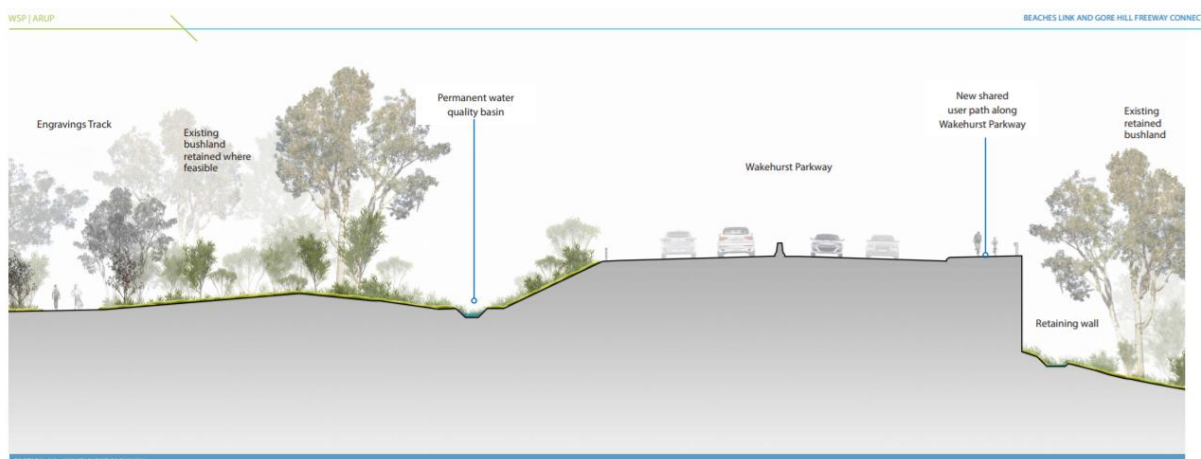 WSP | ARUP
BEACHES LINK AND GORE HILL FREEWAY CONNEC
Engravings Track
Existing
bushland
retained where
feasible
Permanent water
quality basin
Wakehurst Parkway
New shared
user path along
Wakehurst Parkway
Existing
retained
bushland
Retaining wall